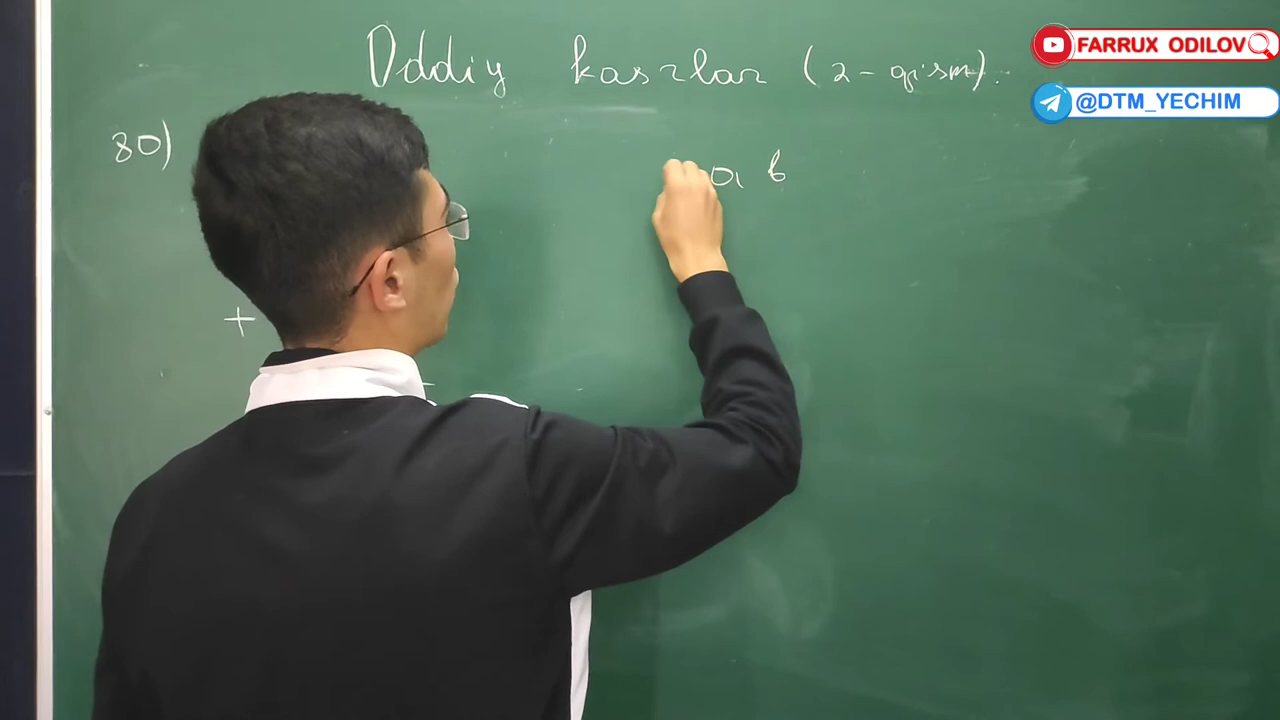 Oddiy kasrlar (2-qism).
FARRUX ODILOV
@DTM_YECHIM
80)
a b
+